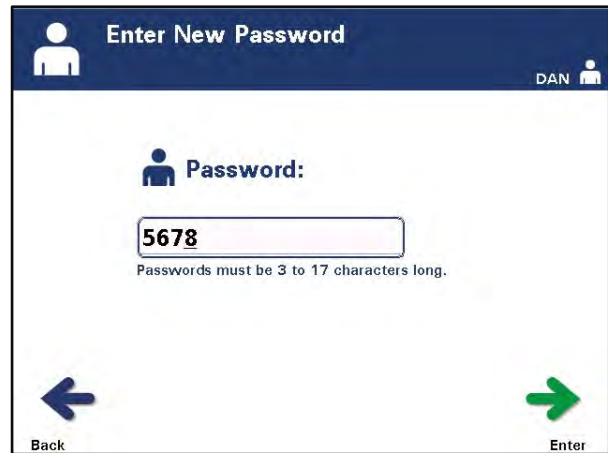 Enter New Password
DAN
Password:
5678
Passwords must be 3 to 17 characters long.
Back
Enter